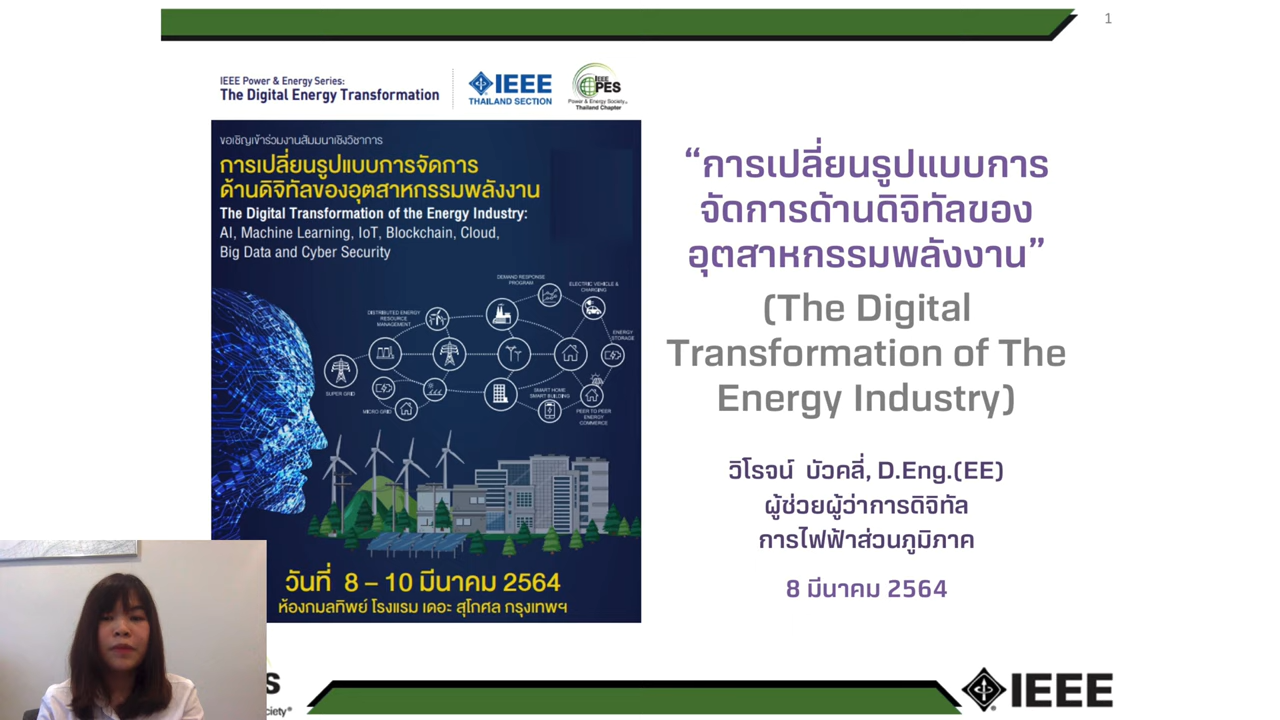 1
IEEE Power & Energy Series:
The Digital Energy Transformation
IEEE
THAILAND SECTION
IEEE
PES
Power & Energy Society®
Thailand Chapter
ขอเชิญเข้าร่วมงานสัมมนาเชิงวิชาการ
การเปลี่ยนรูปแบบการจัดการ
ด้านดิจิทัลของอุตสาหกรรมพลังงาน
The Digital Transformation of the Energy Industry:
AI, Machine Learning, IoT, Blockchain, Cloud,
Big Data and Cyber Security
DEMAND RESPONSE
PROGRAM
ELECTRIC VEHICLE &
CHARGING
DISTRIBUTED ENERGY
RESOURCE
MANAGEMENT
ENERGY
STORAGE
SUPER GRID
MICRO GRID
SMART HOME
SMART BUILDING
PEER TO PEER
ENERGY
COMMERCE
วันที่ 8 – 10 มีนาคม 2564
ห้องกมลทิพย์ โรงแรม เดอะ สุโกศล กรุงเทพฯ
“การเปลี่ยนรูปแบบการ
จัดการด้านดิจิทัลของ
อุตสาหกรรมพลังงาน”
(The Digital
Transformation of The
Energy Industry)
วิโรจน์ บัวคลี่, D.Eng.(EE)
ผู้ช่วยผู้ว่าการดิจิทัล
การไฟฟ้าส่วนภูมิภาค
8 มีนาคม 2564
ES
ciety®
IEEE